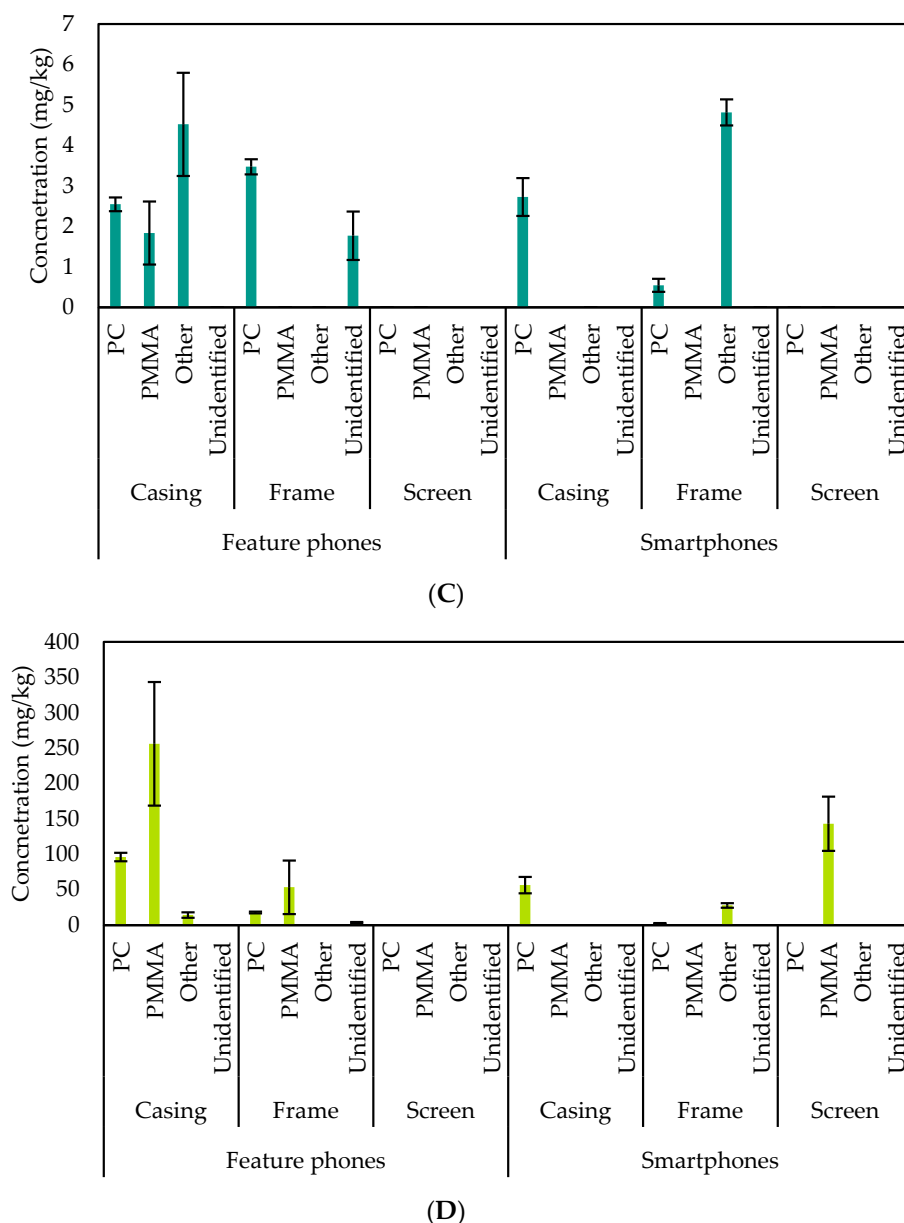 Concnetration (mg/kg)
7
6
5
4
3
2
1
0
PC
PMMA
Other
Unidentified
PC
PMMA
Other
Unidentified
PC
PMMA
Other
Unidentified
PC
PMMA
Other
Unidentified
PC
PMMA
Other
Unidentified
PC
PMMA
Other
Unidentified
Casing Frame Screen Casing Frame Screen
Feature phones Smartphones
(C)
Concnetration (mg/kg)
400
350
300
250
200
150
100
50
0
PC
PMMA
Other
Unidentified
PC
PMMA
Other
Unidentified
PC
PMMA
Other
Unidentified
PC
PMMA
Other
Unidentified
PC
PMMA
Other
Unidentified
PC
PMMA
Other
Unidentified
Casing Frame Screen Casing Frame Screen
Feature phones Smartphones
(D)